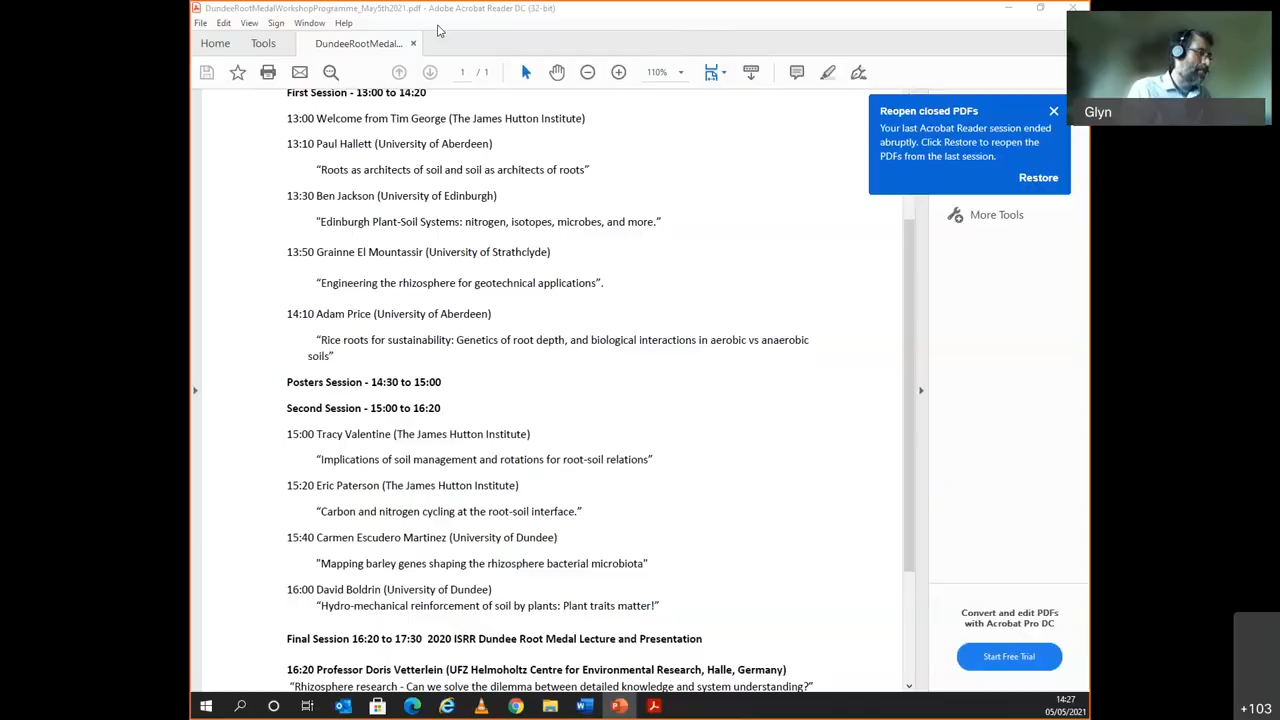 DundeeRootMedalWorkshopProgramme_May5th2021.pdf - Adobe Acrobat Reader DC (32-bit)
File Edit View Sign Window Help
Home Tools DundeeRootMedal...
1 / 1 110%
Glyn
First Session - 13:00 to 14:20
13:00 Welcome from Tim George (The James Hutton Institute)
13:10 Paul Hallett (University of Aberdeen)
“Roots as architects of soil and soil as architects of roots”
13:30 Ben Jackson (University of Edinburgh)
"Edinburgh Plant-Soil Systems: nitrogen, isotopes, microbes, and more.”
13:50 Grainne El Mountassir (University of Strathclyde)
“Engineering the rhizosphere for geotechnical applications”.
14:10 Adam Price (University of Aberdeen)
“Rice roots for sustainability: Genetics of root depth, and biological interactions in aerobic vs anaerobic
soils”
Posters Session - 14:30 to 15:00
Second Session - 15:00 to 16:20
15:00 Tracy Valentine (The James Hutton Institute)
“Implications of soil management and rotations for root-soil relations”
15:20 Eric Paterson (The James Hutton Institute)
“Carbon and nitrogen cycling at the root-soil interface.”
15:40 Carmen Escudero Martinez (University of Dundee)
"Mapping barley genes shaping the rhizosphere bacterial microbiota"
16:00 David Boldrin (University of Dundee)
“Hydro-mechanical reinforcement of soil by plants: Plant traits matter!”
Final Session 16:20 to 17:30 2020 ISRR Dundee Root Medal Lecture and Presentation
16:20 Professor Doris Vetterlein (UFZ Helmoholtz Centre for Environmental Research, Halle, Germany)
"Rhizosphere research - Can we solve the dilemma between detailed knowledge and system understanding?”
Reopen closed PDFs
Your last Acrobat Reader session ended
abruptly. Click Restore to reopen the
PDFs from the last session.
Restore
More Tools
Convert and edit PDFs
with Acrobat Pro DC
Start Free Trial
14:27
05/05/2021
+103